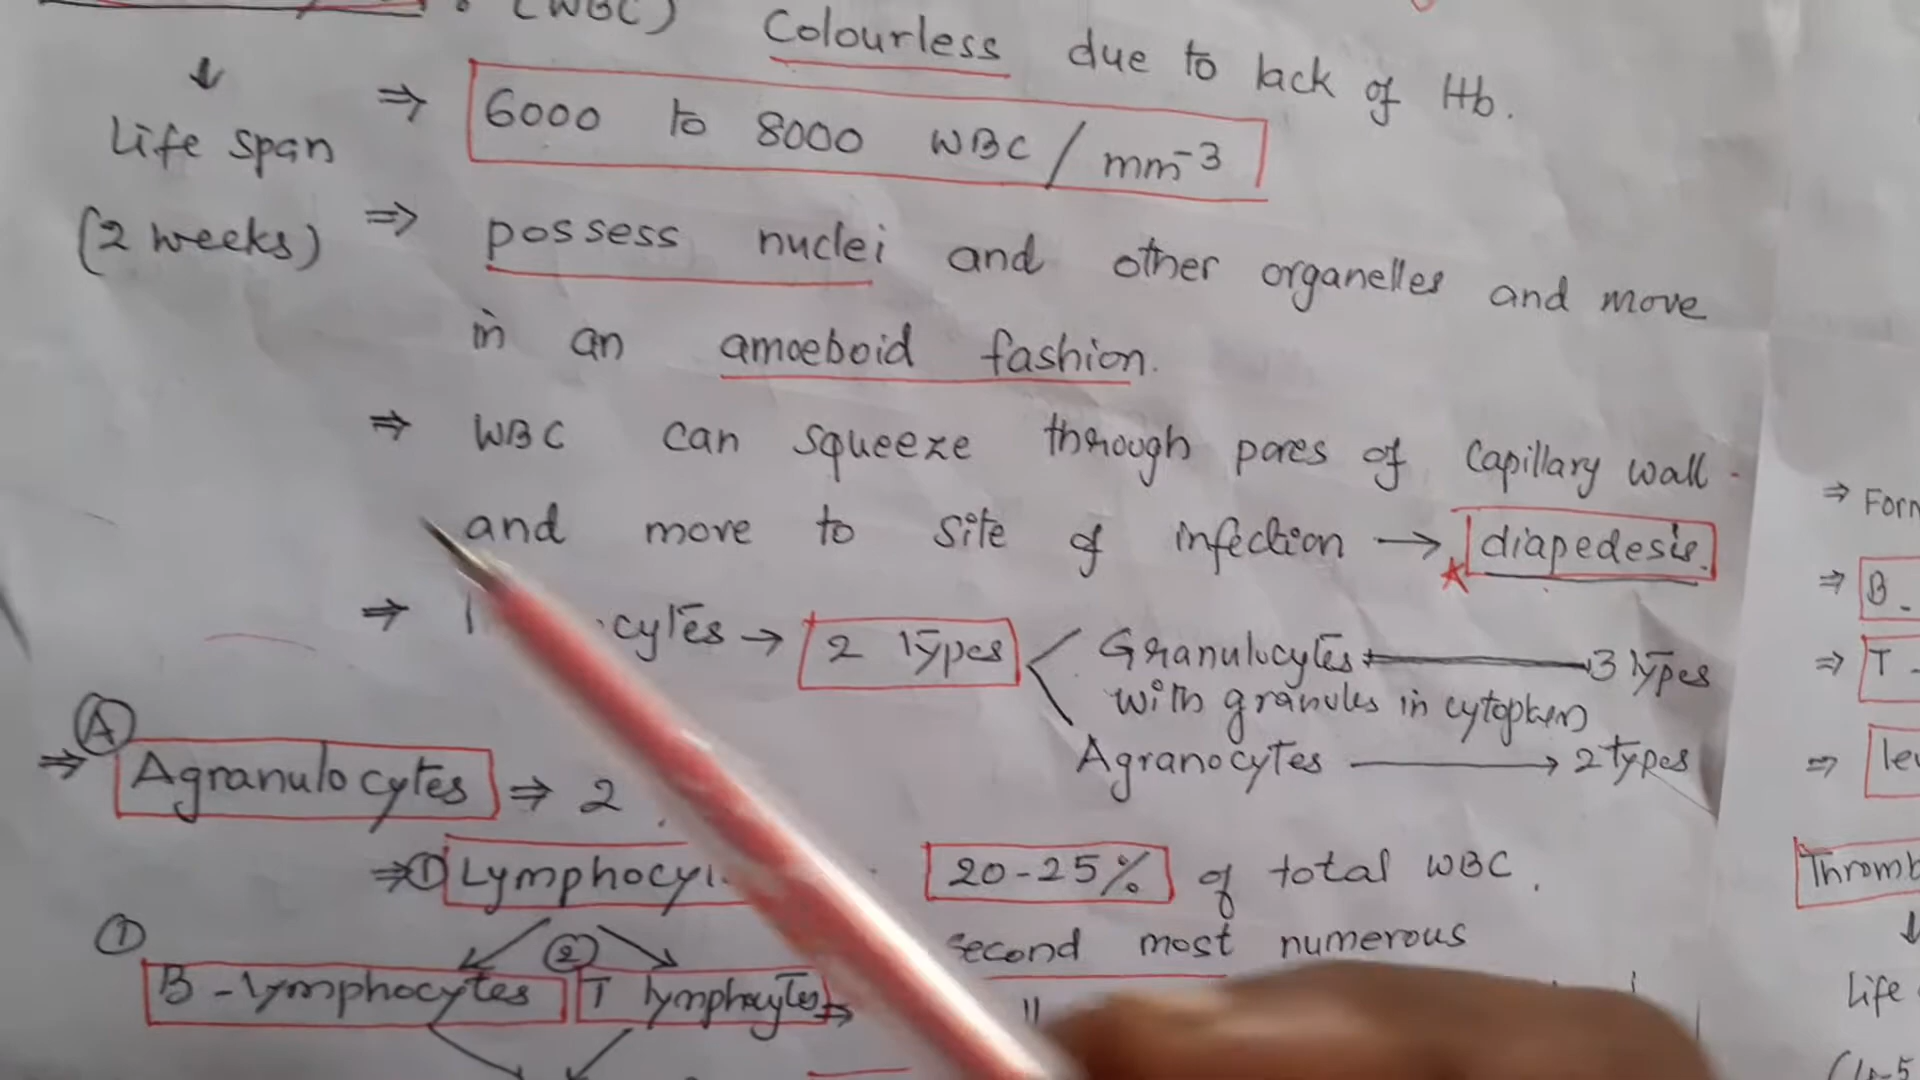 (WBC) Colourless due to lack of Hb.
↓
Life span
(2 weeks)
⇒ 6000 to 8000 WBC / mm-3
⇒ possess nuclei and other organelles and move
in an amoeboid fashion.
⇒ WBC can squeeze through pores of capillary wall
and move to site of infection → diapedesis.
⇒ cytes → 2 Types
Granulocytes 3 types
with granules in
Agranocytes → 2 types
(A)
⇒ Agranulocytes ⇒ 2
⇒ ① Lymphocy 20-25% of total WBC.
second most numerous
① B-lymphocytes ② T lymphocytes ⇒ "
⇒ Form
⇒ B -
⇒ T -
⇒ leu
Thromb
↓
Life